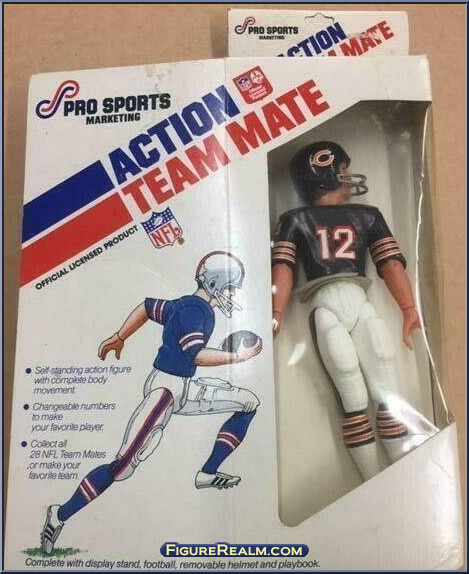 PRO SPORTS
MARKETING
ACTION
TEAM MATE
PRO SPORTS
MARKETING
ACTION
TEAM MATE
NFL
OFFICIAL LICENSED PRODUCT
NFL
C
12
• Self-standing action figure
with complete body
movement.
• Changeable numbers
to make
your favorite player.
• Collect all
28 NFL Team Mates
or make your
favorite team.
Complete with display stand, football, removable helmet and playbook.
FIGUREREALM.COM